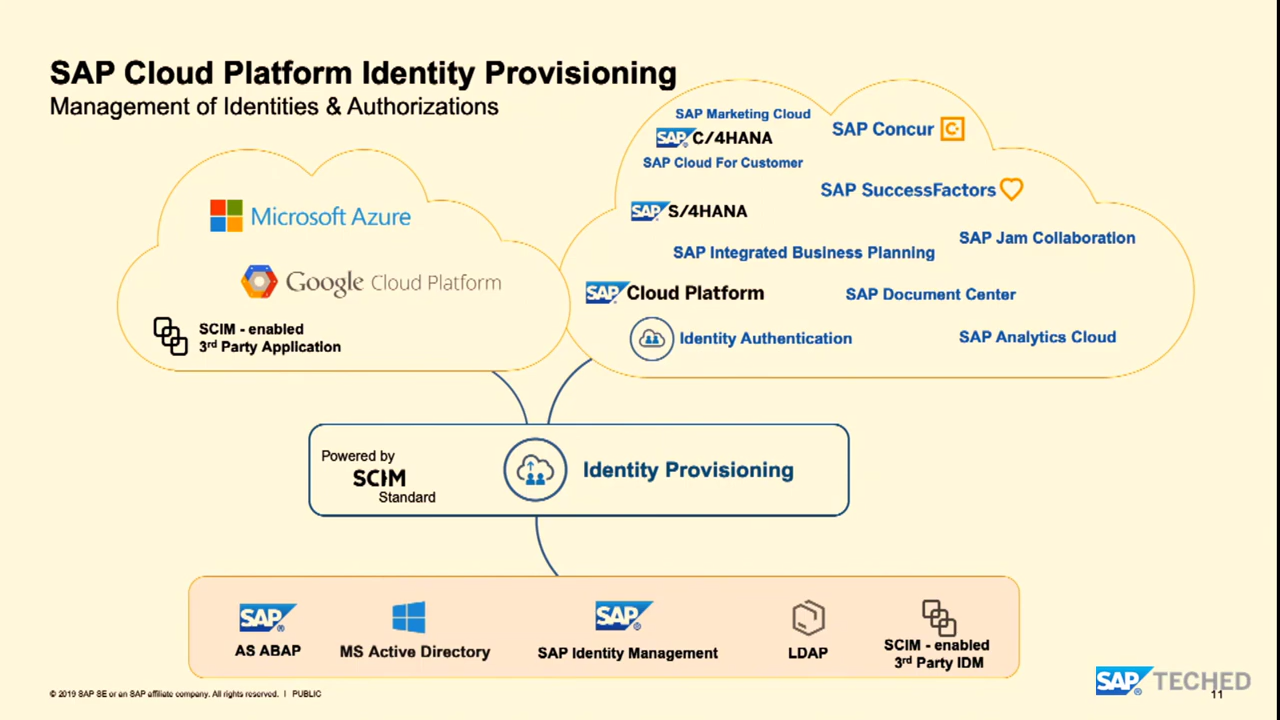 SAP Cloud Platform Identity Provisioning
Management of Identities & Authorizations
Microsoft Azure
Google Cloud Platform
SCIM - enabled
3rd Party Application
SAP Marketing Cloud
SAP® C/4HANA
SAP Cloud For Customer
SAP Concur C·
SAP SuccessFactors
SAP® S/4HANA
SAP Jam Collaboration
SAP Integrated Business Planning
SAP® Cloud Platform
SAP Document Center
Identity Authentication
SAP Analytics Cloud
Powered by
SCIM
Standard
Identity Provisioning
SAP®
AS ABAP
MS Active Directory
SAP®
SAP Identity Management
LDAP
SCIM - enabled
3rd Party IDM
© 2019 SAP SE or an SAP affiliate company. All rights reserved. | PUBLIC
SAP® TECHED
11